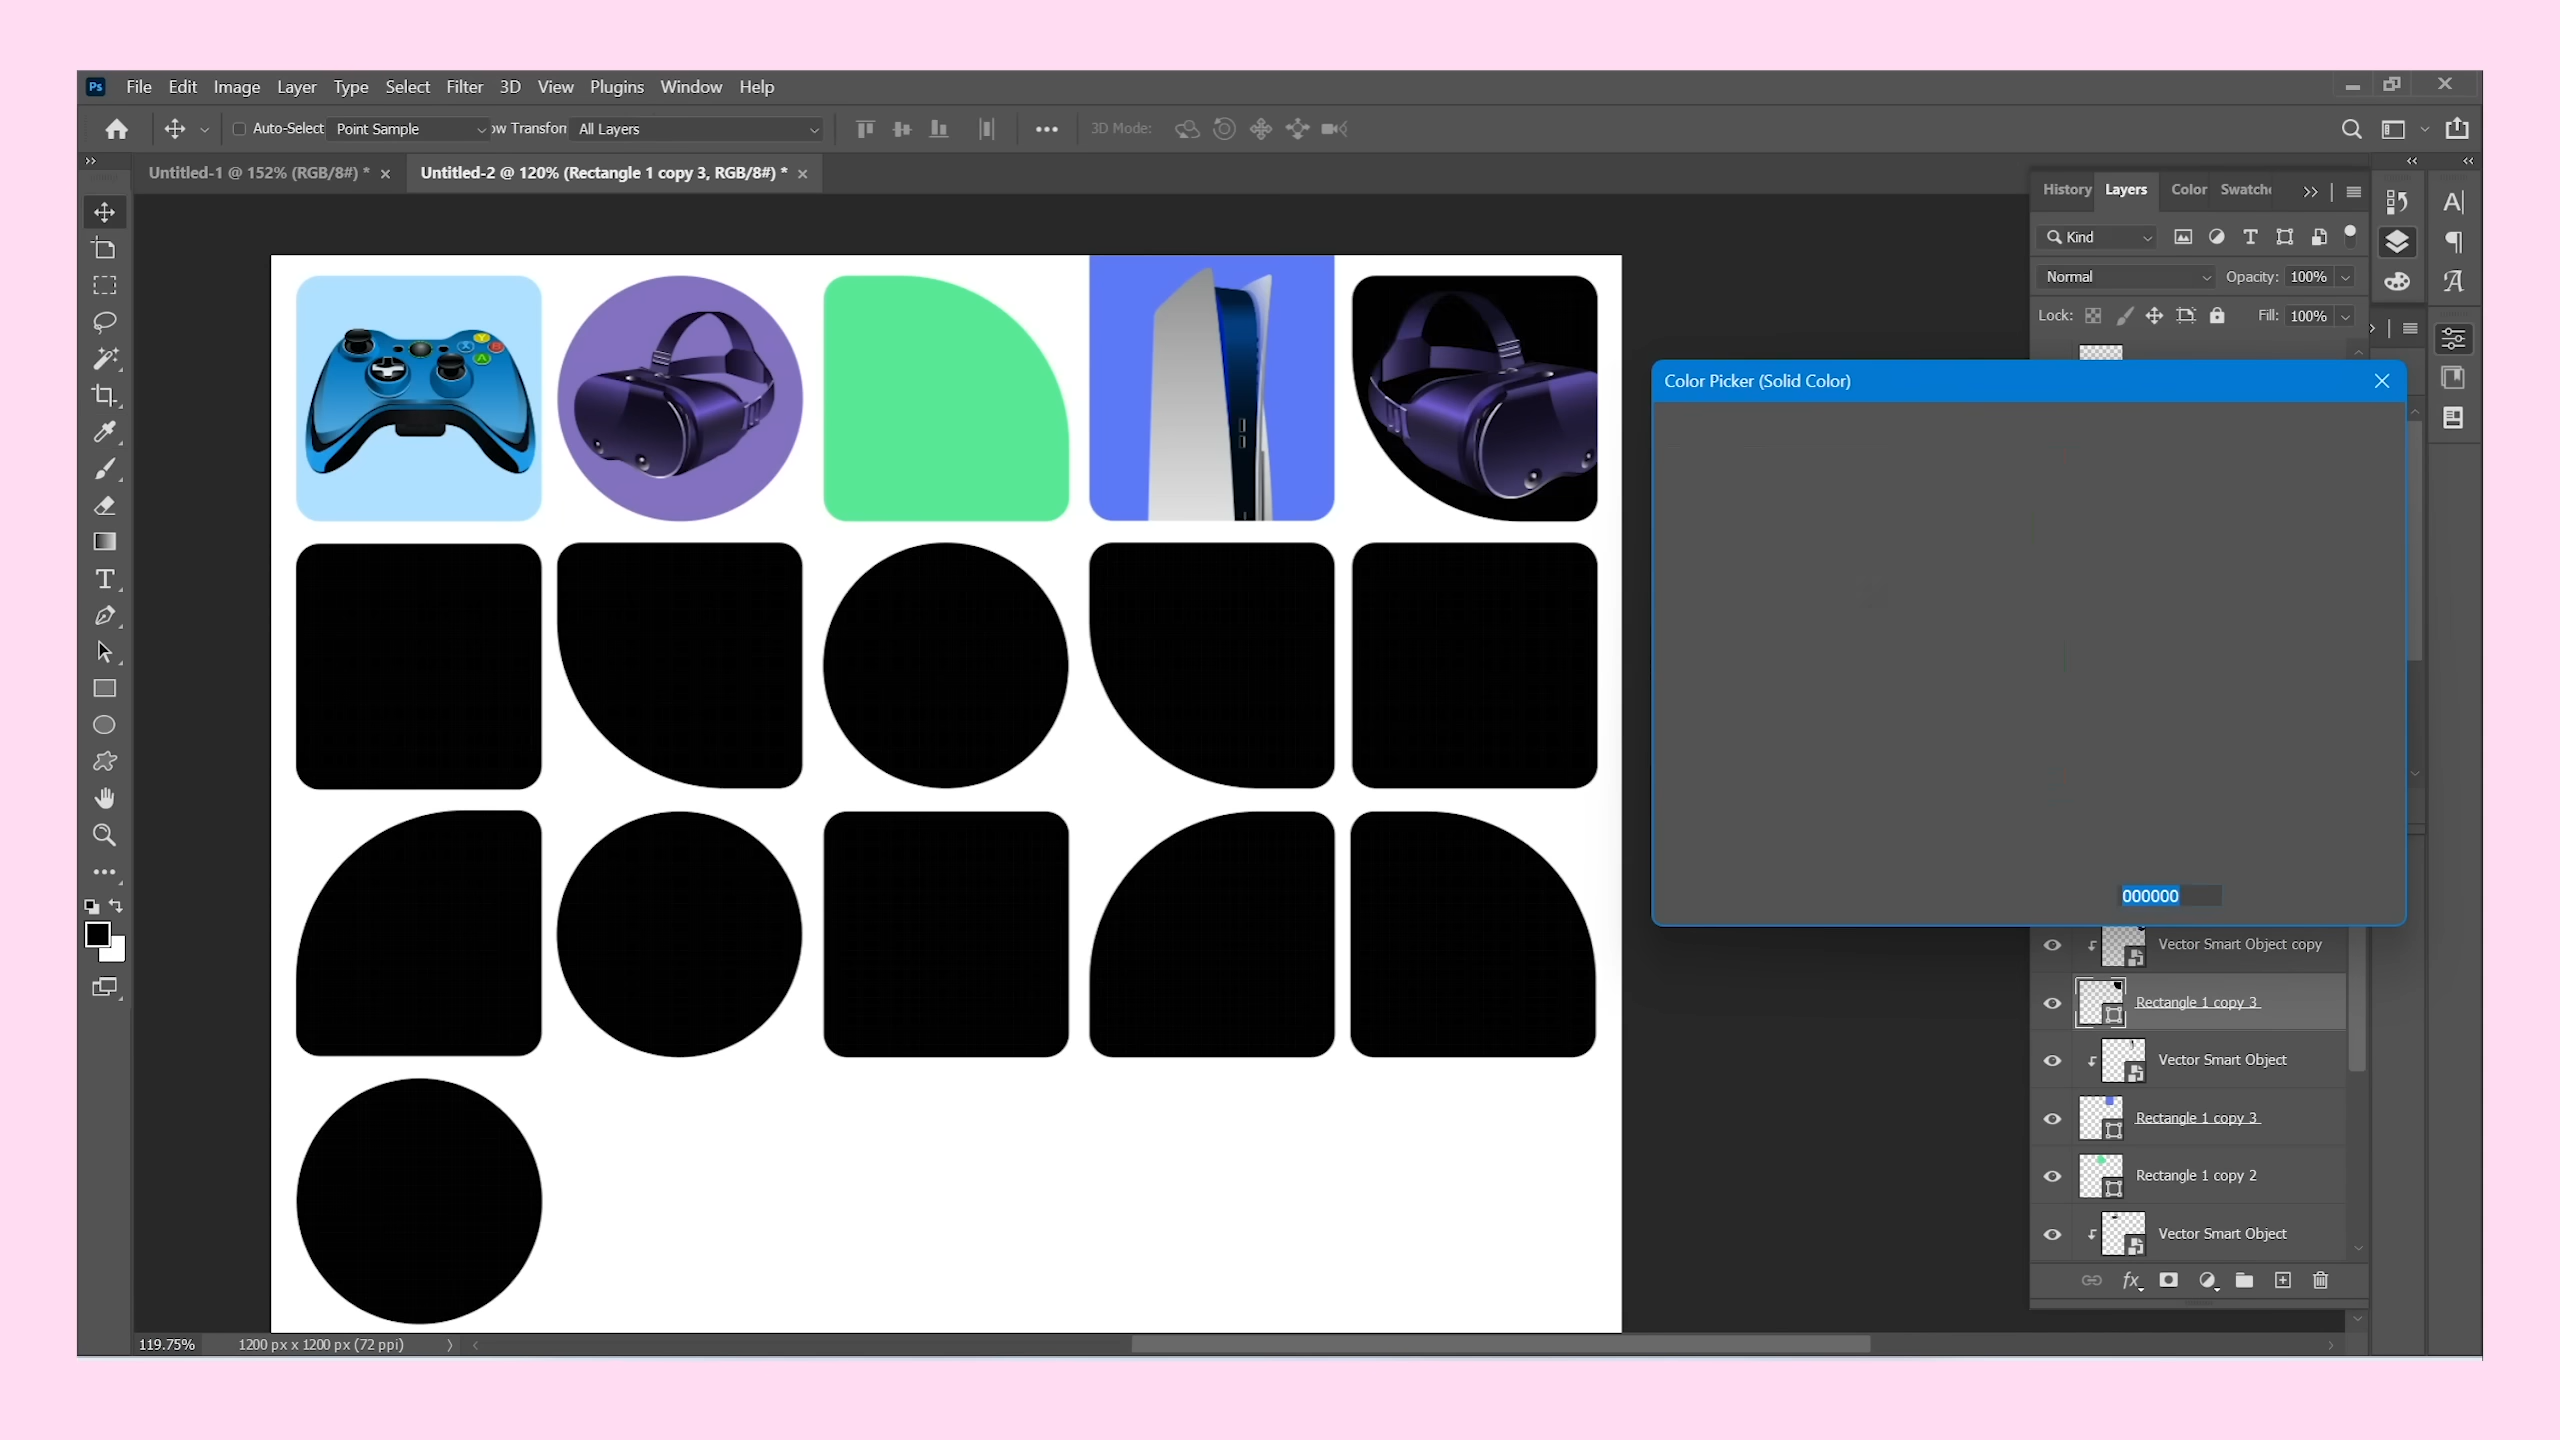 Ps File Edit Image Layer Type Select Filter 3D View Plugins Window Help
Auto-Select Point Sample ow Transforn All Layers 3D Mode:
Untitled-1 @ 152% (RGB/8#) * × Untitled-2 @ 120% (Rectangle 1 copy 3, RGB/8#) * ×
History Layers Color Swatche
Kind
Normal Opacity: 100%
Lock: Fill: 100%
Color Picker (Solid Color)
000000
Vector Smart Object copy
Rectangle 1 copy 3
Vector Smart Object
Rectangle 1 copy 3
Rectangle 1 copy 2
Vector Smart Object
fx
119.75% 1200 px x 1200 px (72 ppi)